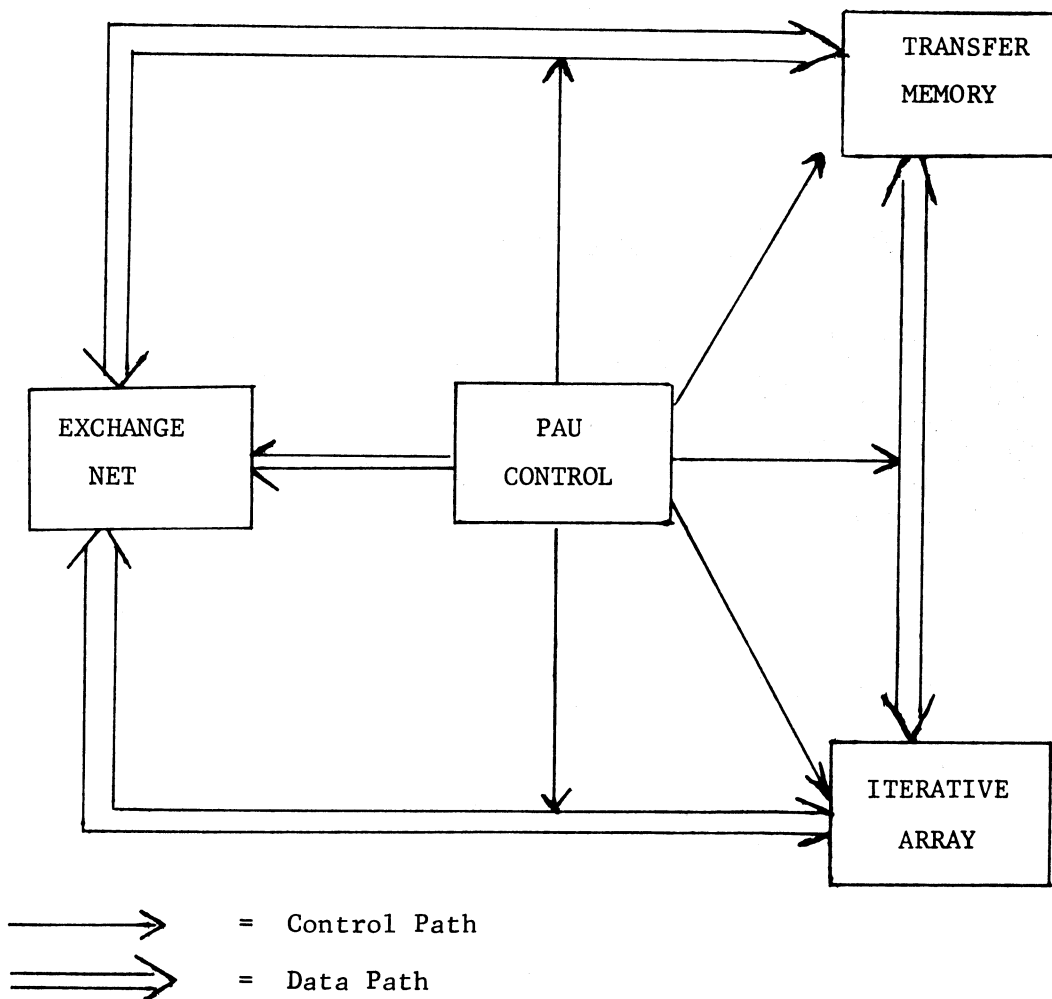 TRANSFER
MEMORY
EXCHANGE
NET
PAU
CONTROL
ITERATIVE
ARRAY
= Control Path
= Data Path